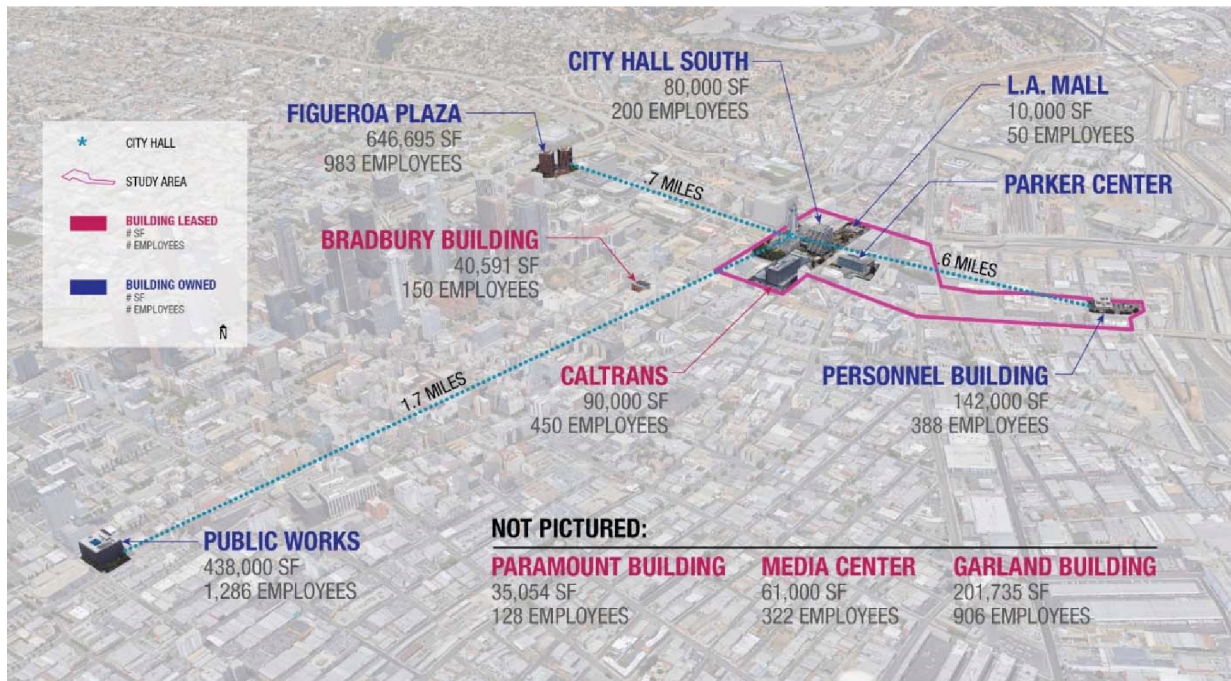 CITY HALL SOUTH
80,000 SF
200 EMPLOYEES
L.A. MALL
10,000 SF
50 EMPLOYEES
FIGUEROA PLAZA
646,695 SF
983 EMPLOYEES
* CITY HALL
STUDY AREA
BUILDING LEASED
# SF
# EMPLOYEES
BUILDING OWNED
# SF
# EMPLOYEES
N
.7 MILES
PARKER CENTER
BRADBURY BUILDING
40,591 SF
150 EMPLOYEES
.6 MILES
CALTRANS
90,000 SF
450 EMPLOYEES
PERSONNEL BUILDING
142,000 SF
388 EMPLOYEES
1.7 MILES
PUBLIC WORKS
438,000 SF
1,286 EMPLOYEES
NOT PICTURED:
PARAMOUNT BUILDING
35,054 SF
128 EMPLOYEES
MEDIA CENTER
61,000 SF
322 EMPLOYEES
GARLAND BUILDING
201,735 SF
906 EMPLOYEES